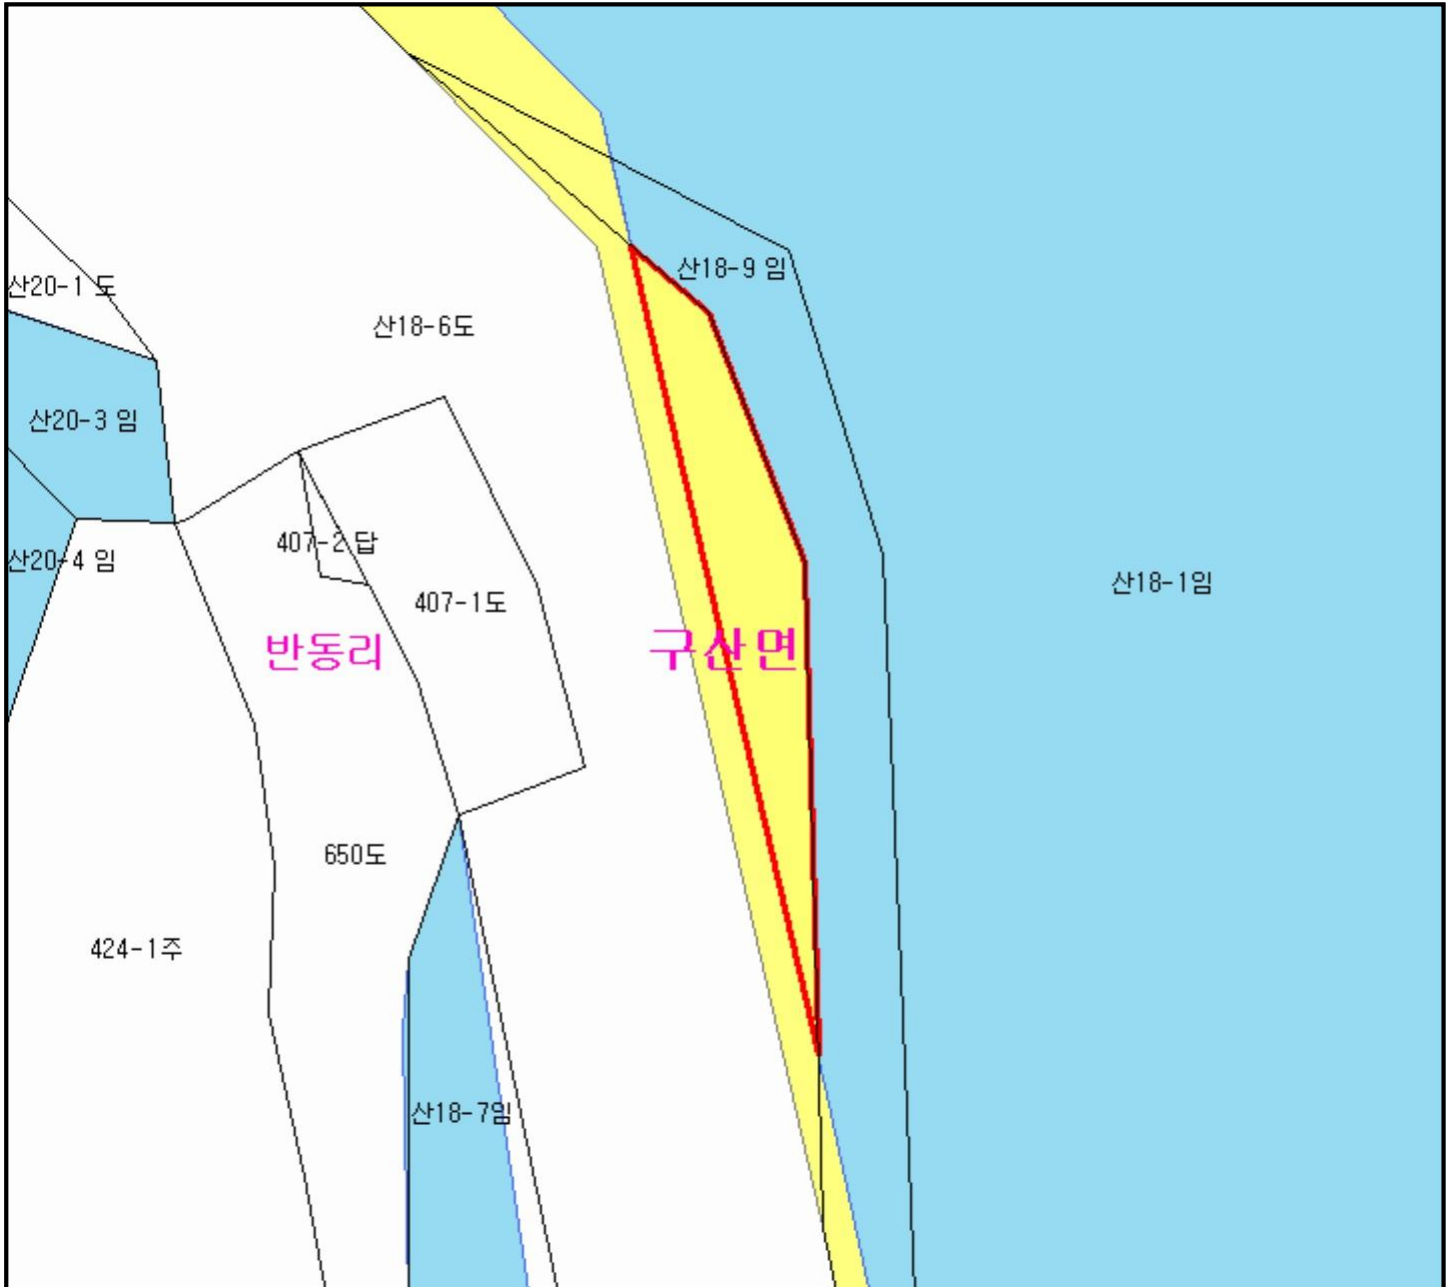 산18-9 임
산20-1 도
산18-6도
산20-3 임
407-2 답
산20-4 임
산18-1임
407-1도
반동리
구산면
650도
424-1주
산18-7임